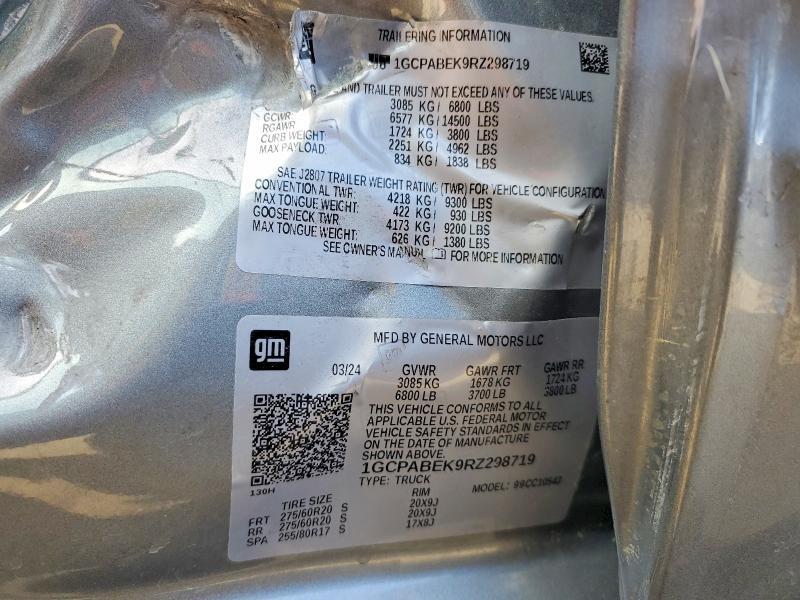 TRAILERING INFORMATION
1GCPABEK9RZ298719
AND TRAILER MUST NOT EXCEED ANY OF THESE VALUES.
3085 KG/ 6800 LBS
GCWR: 6577 KG/ 14500 LBS
RGAWR: 1724 KG/ 3800 LBS
CURB WEIGHT: 2251 KG/ 4962 LBS
MAX PAYLOAD: 834 KG/ 1838 LBS
SAE J2807 TRAILER WEIGHT RATING (TWR) FOR VEHICLE CONFIGURATION
CONVENTIONAL TWR: 4218 KG/ 9300 LBS
MAX TONGUE WEIGHT: 422 KG/ 930 LBS
GOOSENECK TWR: 4173 KG/ 9200 LBS
MAX TONGUE WEIGHT: 626 KG/ 1380 LBS
SEE OWNER'S MANUAL FOR MORE INFORMATION
gm
MFD BY GENERAL MOTORS LLC
03/24 GVWR GAWR FRT GAWR RR
3085 KG 1678 KG 1724 KG
6800 LB 3700 LB 3800 LB
THIS VEHICLE CONFORMS TO ALL
APPLICABLE U.S. FEDERAL MOTOR
VEHICLE SAFETY STANDARDS IN EFFECT
ON THE DATE OF MANUFACTURE
SHOWN ABOVE.
1GCPABEK9RZ298719
TYPE: TRUCK MODEL:
130H
TIRE SIZE RIM
FRT 275/60R20 S 20X9J
RR 275/60R20 S 20X9J
SPA 255/80R17 S 17X8J